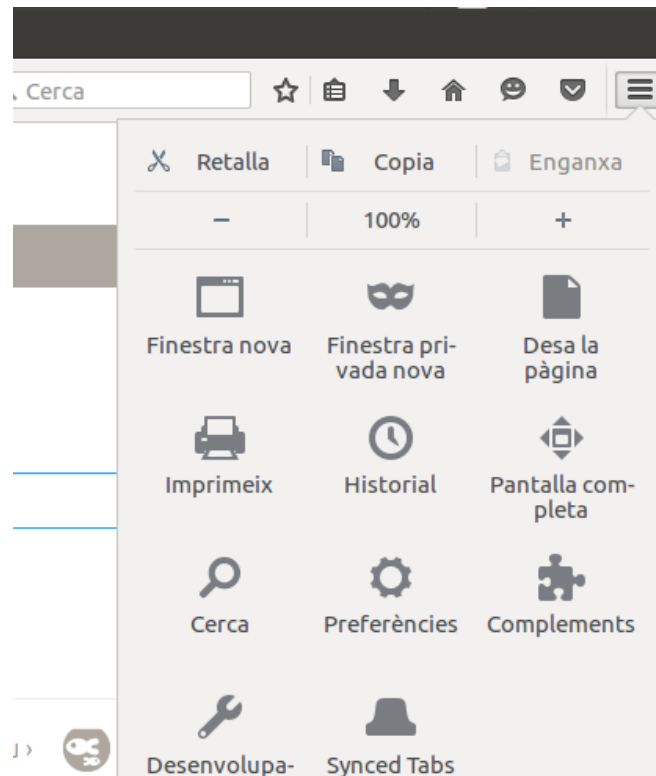 Cerca
Retalla Copia Enganxa
− 100% +
Finestra nova Finestra pri- Desa la
vada nova pàgina
Imprimeix Historial Pantalla com-
pleta
Cerca Preferències Complements
Desenvolupa- Synced Tabs